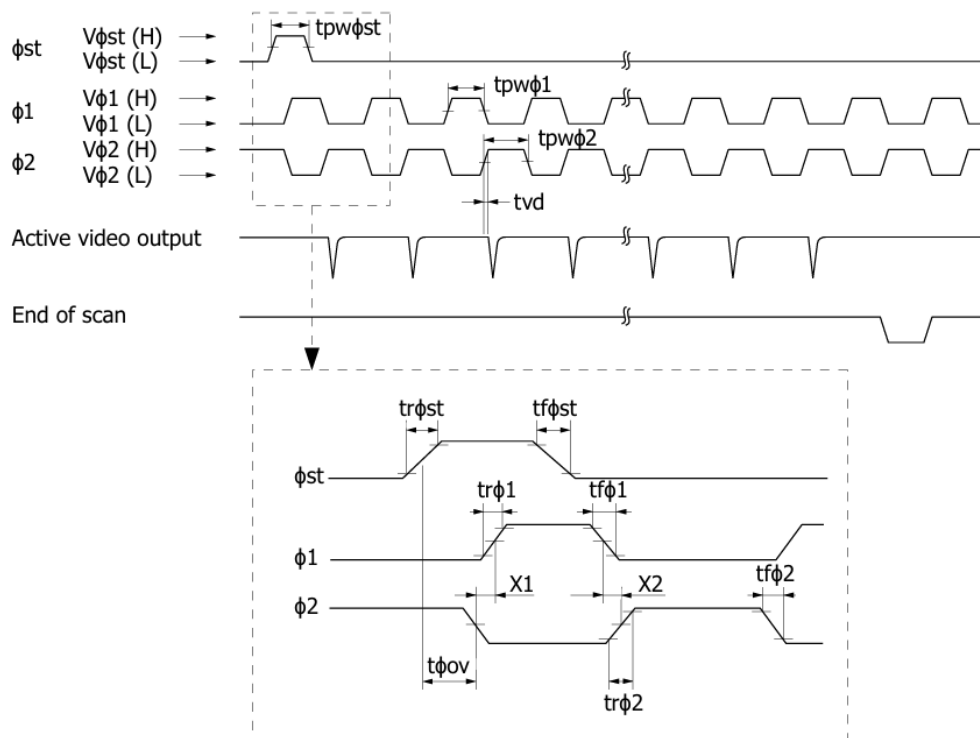 tpwϕst
ϕst
Vϕst (H)
Vϕst (L)
tpwϕ1
ϕ1
Vϕ1 (H)
Vϕ1 (L)
tpwϕ2
ϕ2
Vϕ2 (H)
Vϕ2 (L)
tvd
Active video output
End of scan
trϕst
tfϕst
ϕst
trϕ1
tfϕ1
ϕ1
X1
X2
tfϕ2
ϕ2
tϕov
trϕ2